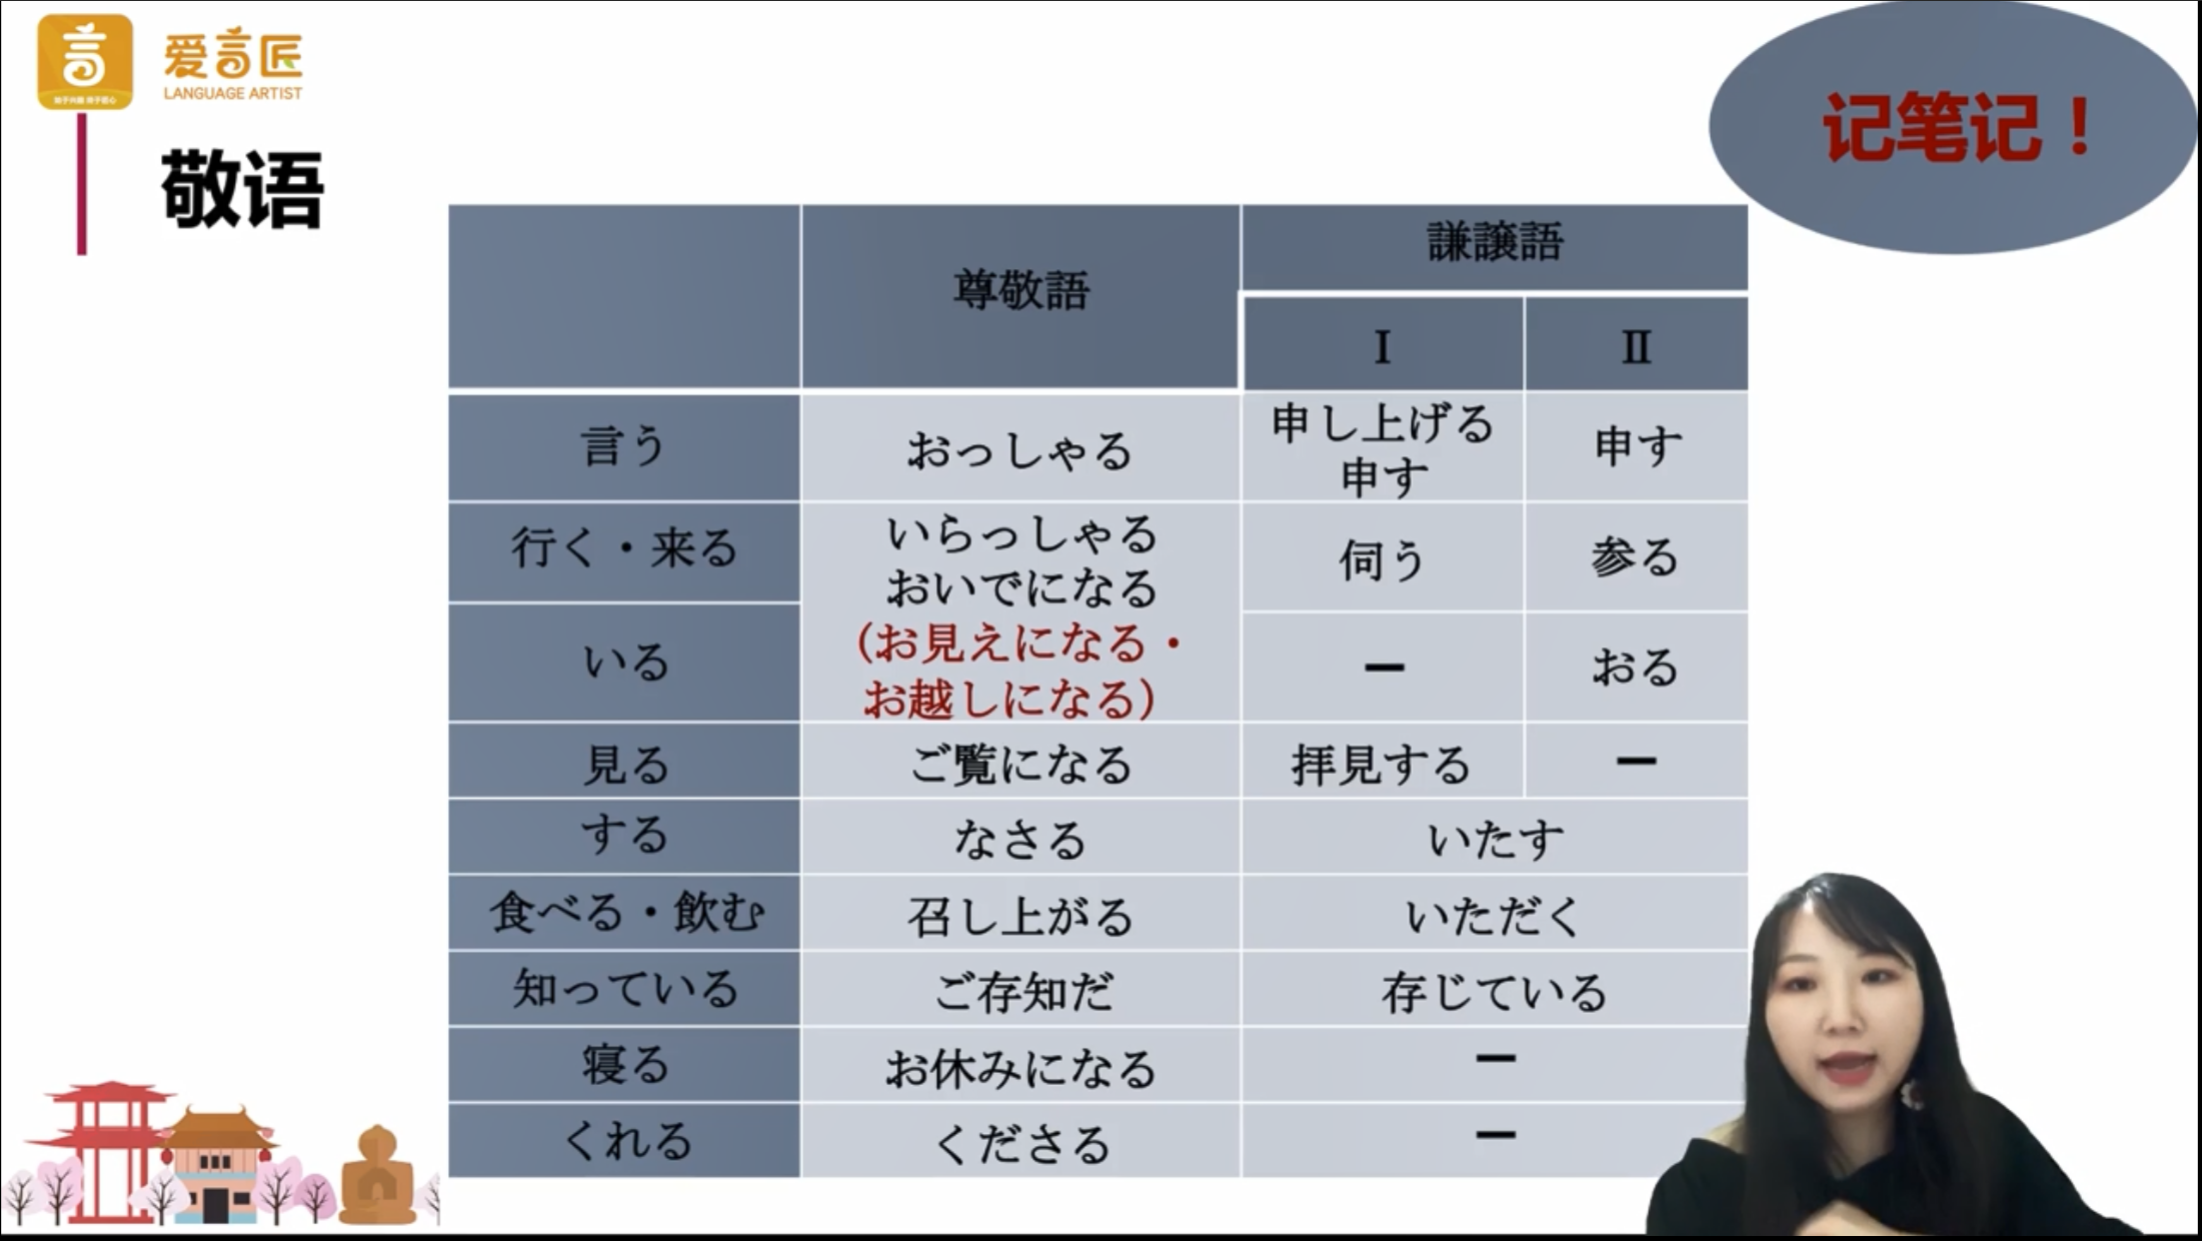 爱言匠
LANGUAGE ARTIST
敬语
记笔记！
尊敬語
謙譲語
Ⅰ
Ⅱ
言う
おっしゃる
申し上げる
申す
申す
行く・来る
いらっしゃる
おいでになる
(お見えになる・
お越しになる)
伺う
参る
いる
ー
おる
見る
ご覧になる
拝見する
ー
する
なさる
いたす
食べる・飲む
召し上がる
いただく
知っている
ご存知だ
存じている
寝る
お休みになる
ー
くれる
くださる
ー